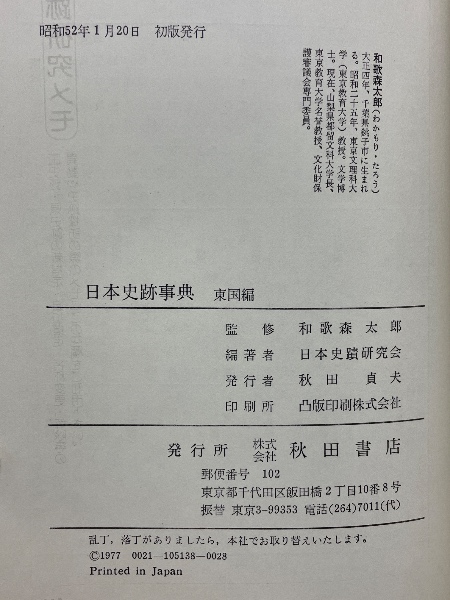 昭和52年1月20日 初版発行
和歌森太郎(わかもり・たろう)
大正四年、千葉県銚子市に生まれ
る。昭和二十五年、東京文理科大
学(東京教育大学)教授。文学博
士。現在、山梨県都留文科大学長、
東京教育大学名誉教授、文化財保
護審議会専門委員。
日本史跡事典 東国編
監修 和歌森太郎
編著者 日本史蹟研究会
発行者 秋田貞夫
印刷所 凸版印刷株式会社
発行所 株式会社 秋田書店
郵便番号 102
東京都千代田区飯田橋2丁目10番8号
振替 東京3-99353 電話(264)7011(代)
乱丁,落丁がありましたら,本社でお取り替えいたします。
©1977 0021-105138-0028
Printed in Japan